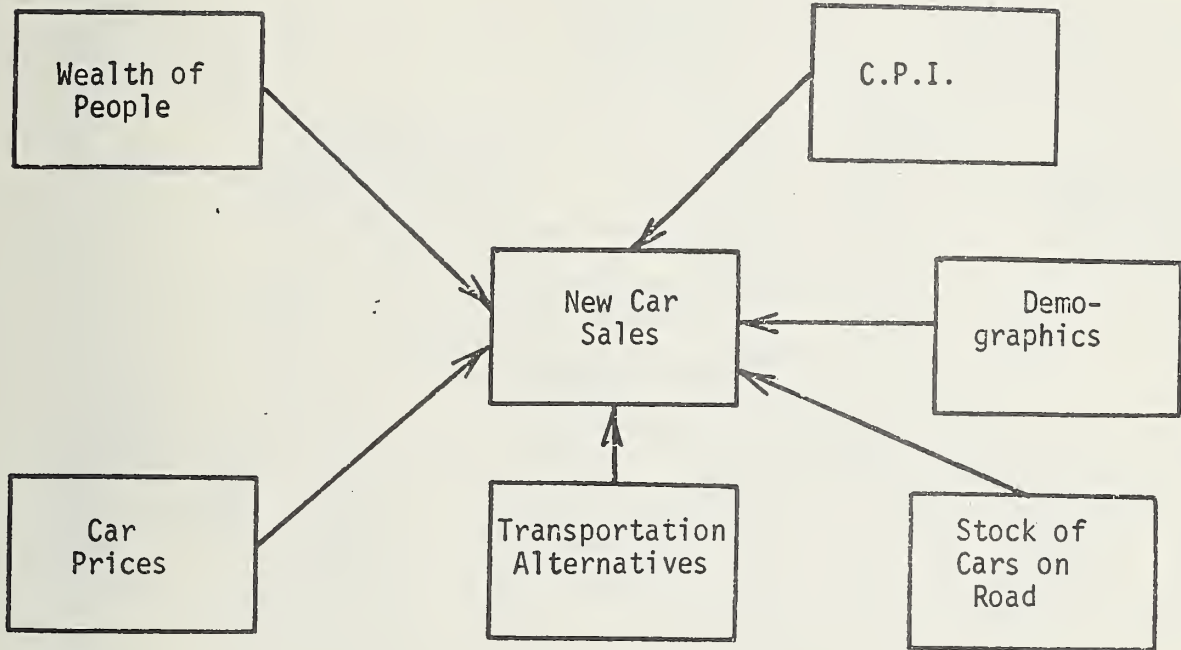 Wealth of
People
C.P.I.
New Car
Sales
Demo-
graphics
Car
Prices
Transportation
Alternatives
Stock of
Cars on
Road